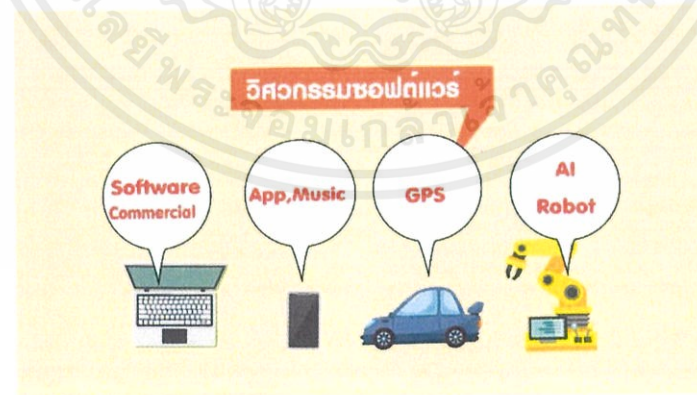 วิศวกรรมซอฟต์แวร์
Software
Commercial
App,Music
GPS
AI
Robot